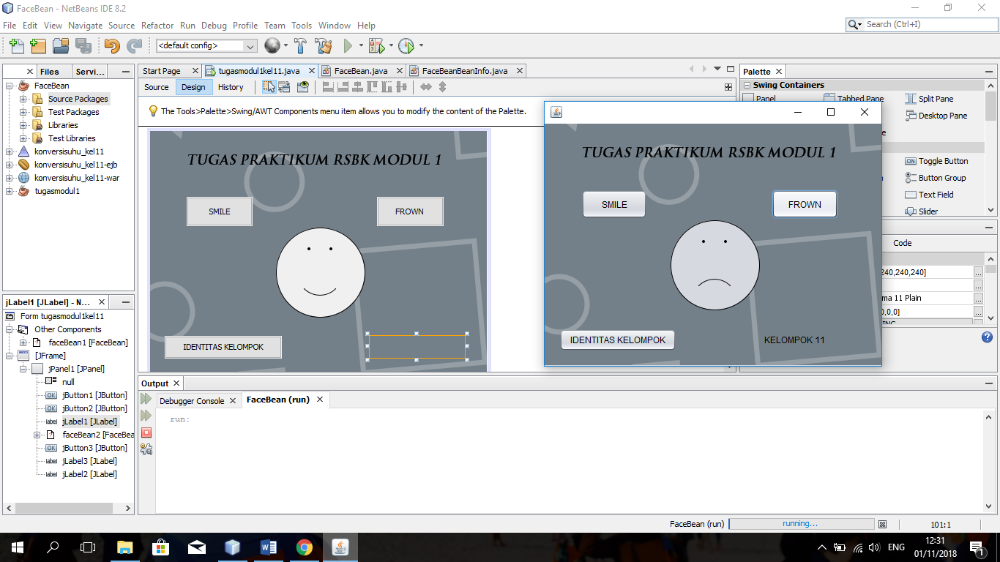 FaceBean - NetBeans IDE 8.2
File Edit View Navigate Source Refactor Run Debug Profile Team Tools Window Help
Search (Ctrl+I)
<default config>
Files
Servi...
FaceBean
Source Packages
Test Packages
Libraries
Test Libraries
konversisuhu_kel11
konversisuhu_kel11-ejb
konversisuhu_kel11-war
tugasmodul1
Start Page
tugasmodul1kel11.java
FaceBean.java
FaceBeanBeanInfo.java
Source
Design
History
The Tools>Palette>Swing/AWT Components menu item allows you to modify the content of the Palette.
TUGAS PRAKTIKUM RSBK MODUL 1
SMILE
FROWN
IDENTITAS KELOMPOK
TUGAS PRAKTIKUM RSBK MODUL 1
SMILE
FROWN
IDENTITAS KELOMPOK
KELOMPOK 11
Palette
Swing Containers
Panel
Tabbed Pane
Split Pane
Desktop Pane
ON Toggle Button
Button Group
Text Field
Slider
Code
240,240,240]
...
...
ma 11 Plain
...
0,0,0]
...
jLabel1 [JLabel] - N...
Form tugasmodul1kel11
Other Components
faceBean1 [FaceBean]
[JFrame]
jPanel1 [JPanel]
null
OK jButton1 [JButton]
OK jButton2 [JButton]
label jLabel1 [JLabel]
faceBean2 [FaceBea
OK jButton3 [JButton]
label jLabel3 [JLabel]
label jLabel2 [JLabel]
Output
Debugger Console
FaceBean (run)
run:
FaceBean (run)
running...
101:1
ENG
12:31
01/11/2018
1